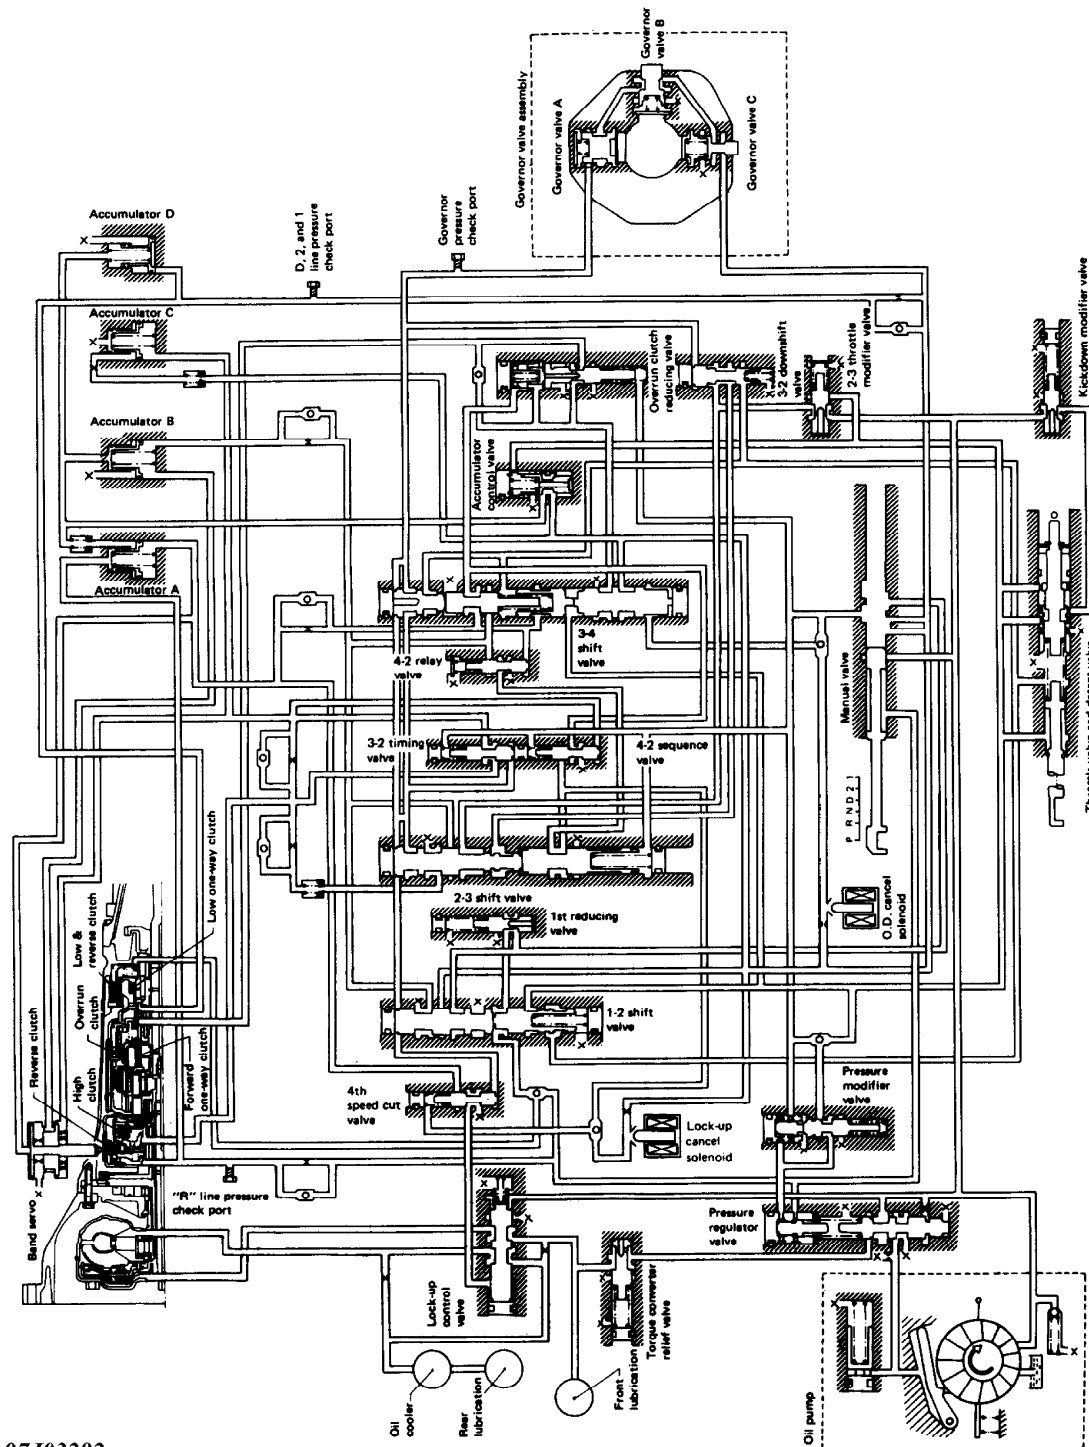 Governor
valve B
Governor valve assembly
Governor valve A
Governor valve C
Accumulator D
D, 2, and 1
line pressure
check port
Governor
pressure
check port
Accumulator C
Accumulator B
Accumulator A
Overrun clutch
reducing valve
3-2 downshift
valve
2-3 throttle
modifier valve
Kickdown modifier valve
Accumulator
control valve
3-4
shift
valve
4-2 relay
valve
Manual valve
3-2 timing
valve
4-2 sequence
valve
P R N D 2 1
Low one-way clutch
Low &
reverse clutch
Overrun
clutch
Reverse clutch
High
clutch
Forward
one-way clutch
2-3 shift valve
1st reducing
valve
O.D. cancel
solenoid
1-2 shift
valve
4th
speed cut
valve
Pressure
modifier
valve
Lock-up
cancel
solenoid
Band servo
"R" line pressure
check port
Pressure
regulator
valve
Lock-up
control
valve
Torque converter
relief valve
Oil
cooler
Rear
lubrication
Front
lubrication
Oil pump